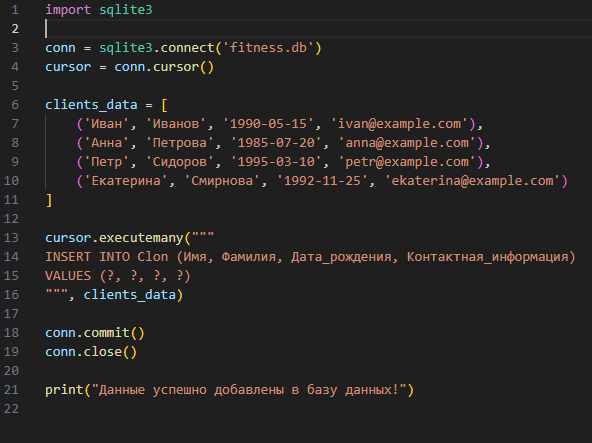 1 import sqlite3
2
3 conn = sqlite3.connect('fitness.db')
4 cursor = conn.cursor()
5
6 clients_data = [
7     ('Иван', 'Иванов', '1990-05-15', 'ivan@example.com'),
8     ('Анна', 'Петрова', '1985-07-20', 'anna@example.com'),
9     ('Петр', 'Сидоров', '1995-03-10', 'petr@example.com'),
10     ('Екатерина', 'Смирнова', '1992-11-25', 'ekaterina@example.com')
11 ]
12
13 cursor.executemany("""
14 INSERT INTO Clon (Имя, Фамилия, Дата_рождения, Контактная_информация)
15 VALUES (?, ?, ?, ?)
16 """, clients_data)
17
18 conn.commit()
19 conn.close()
20
21 print("Данные успешно добавлены в базу данных!")
22